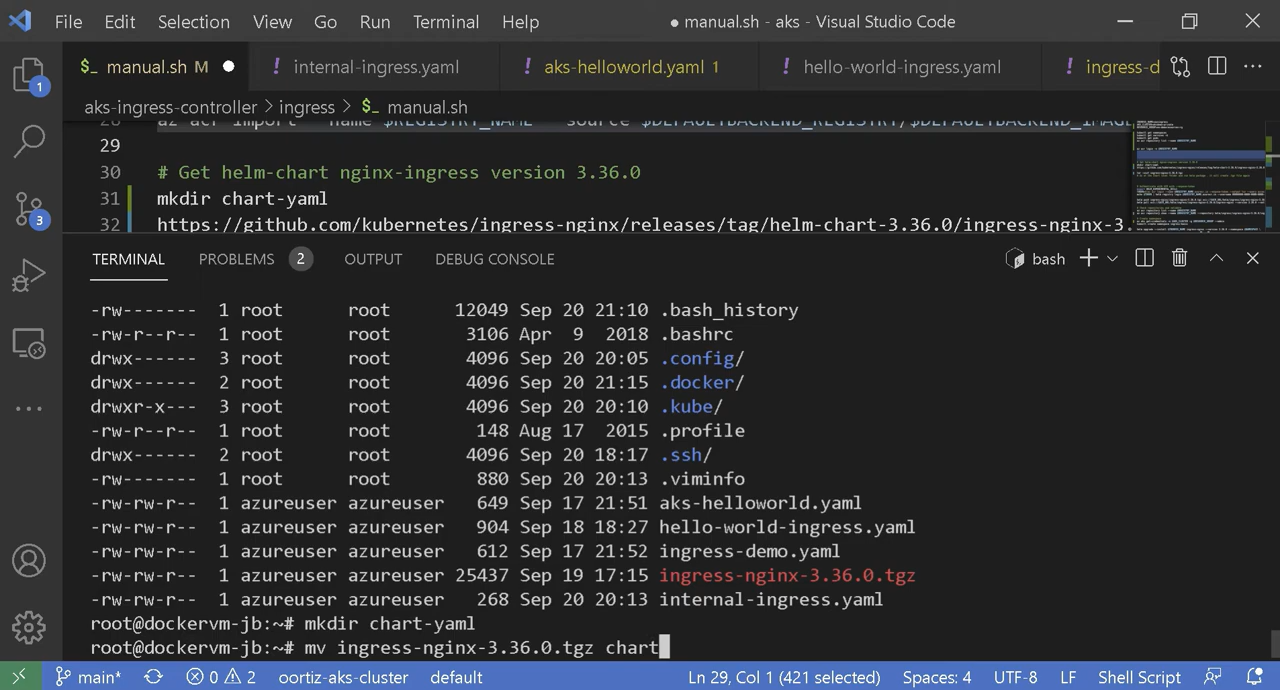 File Edit Selection View Go Run Terminal Help ● manual.sh - aks - Visual Studio Code
$_ manual.sh M ● ! internal-ingress.yaml ! aks-helloworld.yaml 1 ! hello-world-ingress.yaml ! ingress-d
1
aks-ingress-controller > ingress > $_ manual.sh
28 az acr import --name $REGISTRY_NAME --source $DEFAULTBACKEND_REGISTRY/$DEFAULTBACKEND_IMAG
29
30 # Get helm-chart nginx-ingress version 3.36.0
31 mkdir chart-yaml
3
32 https://github.com/kubernetes/ingress-nginx/releases/tag/helm-chart-3.36.0/ingress-nginx-3.
TERMINAL PROBLEMS 2 OUTPUT DEBUG CONSOLE bash
-rw------- 1 root root 12049 Sep 20 21:10 .bash_history
-rw-r--r-- 1 root root 3106 Apr 9 2018 .bashrc
drwx------ 3 root root 4096 Sep 20 20:05 .config/
drwx------ 2 root root 4096 Sep 20 21:15 .docker/
drwxr-x--- 3 root root 4096 Sep 20 20:10 .kube/
-rw-r--r-- 1 root root 148 Aug 17 2015 .profile
drwx------ 2 root root 4096 Sep 20 18:17 .ssh/
-rw------- 1 root root 880 Sep 20 20:13 .viminfo
-rw-rw-r-- 1 azureuser azureuser 649 Sep 17 21:51 aks-helloworld.yaml
-rw-rw-r-- 1 azureuser azureuser 904 Sep 18 18:27 hello-world-ingress.yaml
-rw-rw-r-- 1 azureuser azureuser 612 Sep 17 21:52 ingress-demo.yaml
-rw-rw-r-- 1 azureuser azureuser 25437 Sep 19 17:15 ingress-nginx-3.36.0.tgz
-rw-rw-r-- 1 azureuser azureuser 268 Sep 20 20:13 internal-ingress.yaml
root@dockervm-jb:~# mkdir chart-yaml
root@dockervm-jb:~# mv ingress-nginx-3.36.0.tgz chart
main* 0 2 oortiz-aks-cluster default Ln 29, Col 1 (421 selected) Spaces: 4 UTF-8 LF Shell Script